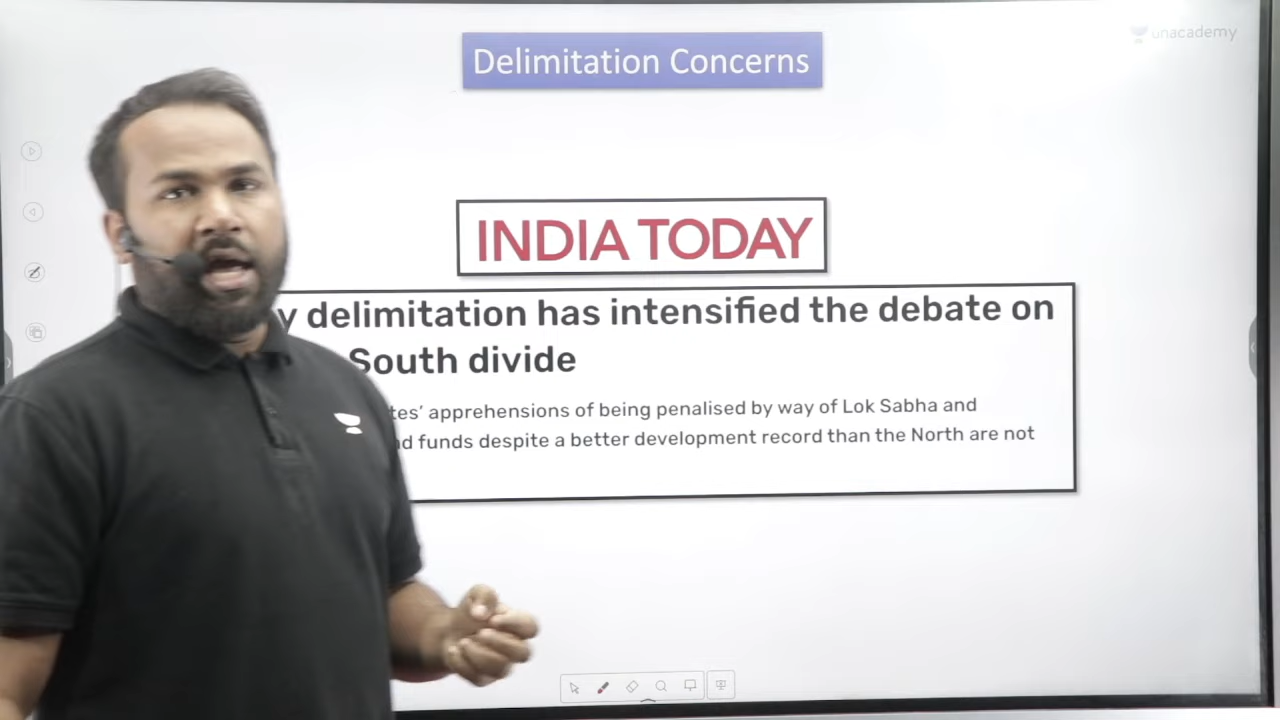 unacademy
Delimitation Concerns
INDIA TODAY
y delimitation has intensified the debate on
South divide
tes’ apprehensions of being penalised by way of Lok Sabha and
nd funds despite a better development record than the North are not